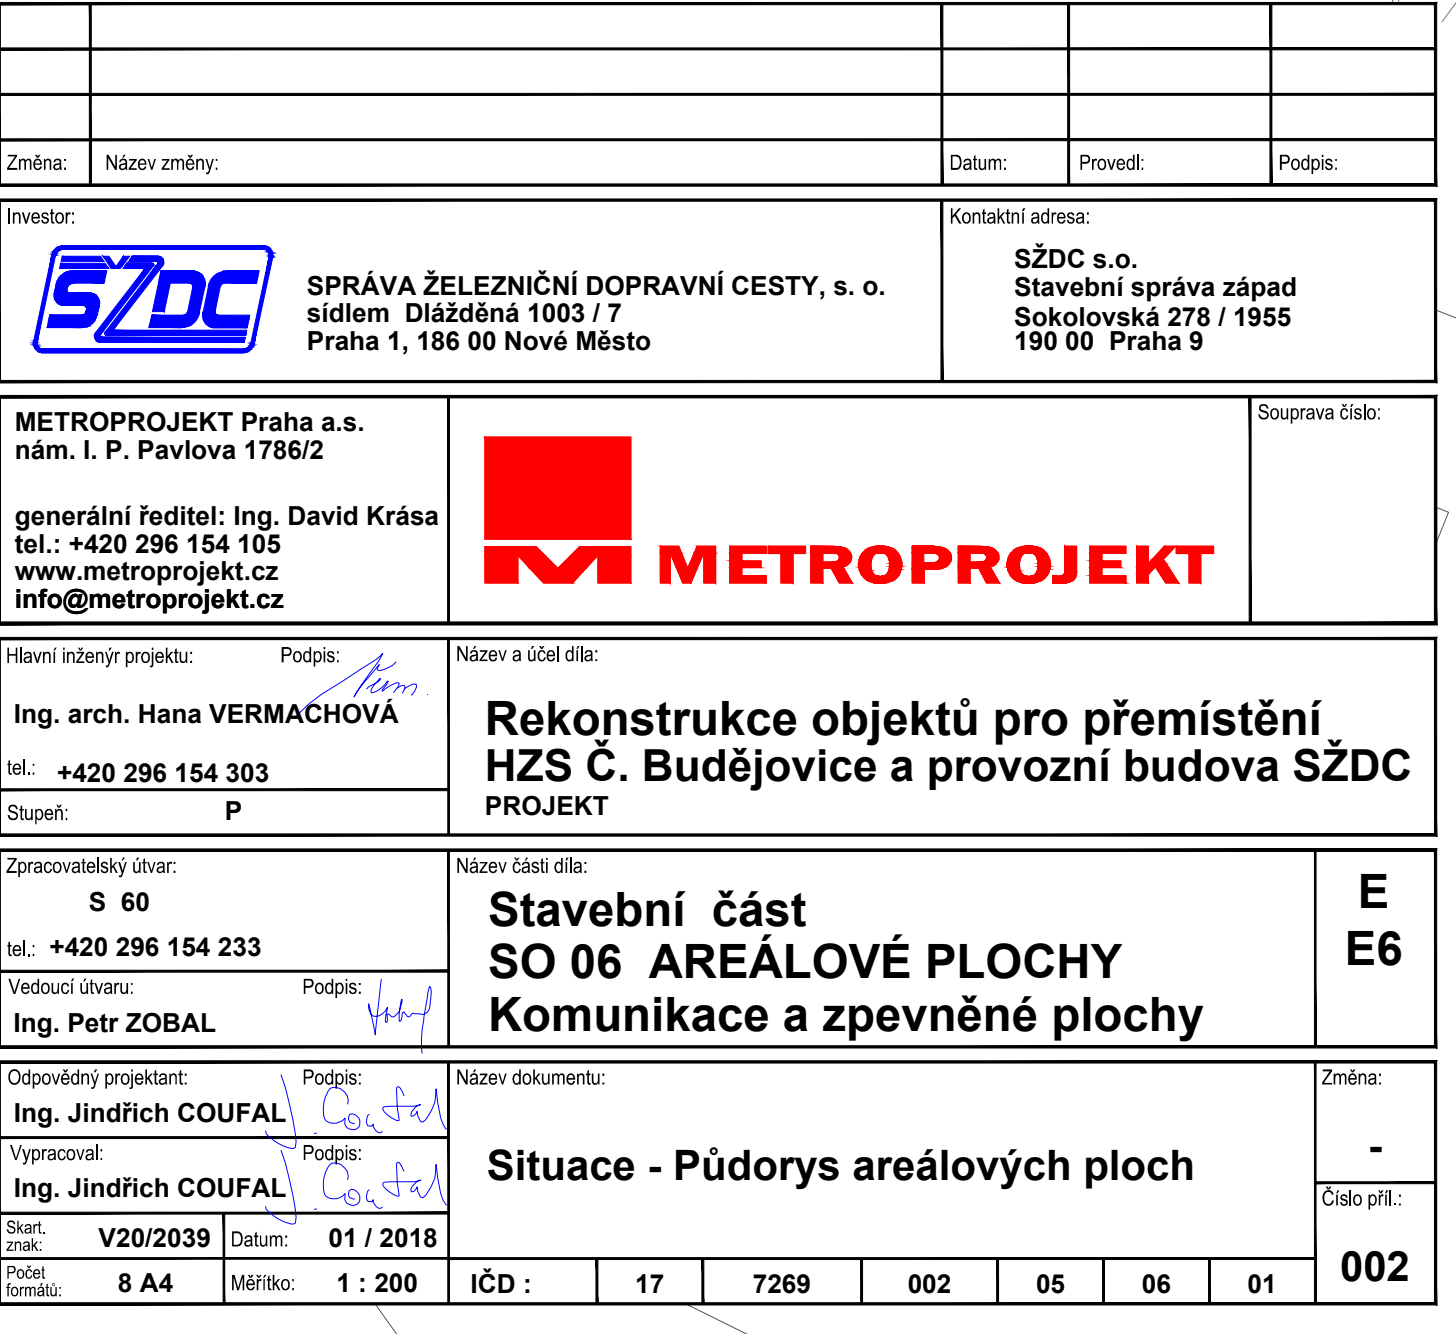 Změna: Název změny: Datum: Provedl: Podpis:
Investor:
SŽDC
SPRÁVA ŽELEZNIČNÍ DOPRAVNÍ CESTY, s. o.
sídlem Dlážděná 1003 / 7
Praha 1, 186 00 Nové Město
Kontaktní adresa:
SŽDC s.o.
Stavební správa západ
Sokolovská 278 / 1955
190 00 Praha 9
METROPROJEKT Praha a.s.
nám. I. P. Pavlova 1786/2
generální ředitel: Ing. David Krása
tel.: +420 296 154 105
www.metroprojekt.cz
info@metroprojekt.cz
METROPROJEKT
Souprava číslo:
Hlavní inženýr projektu: Podpis:
Ing. arch. Hana VERMACHOVÁ
tel.: +420 296 154 303
Stupeň: P
Název a účel díla:
Rekonstrukce objektů pro přemístění
HZS Č. Budějovice a provozní budova SŽDC
PROJEKT
Zpracovatelský útvar:
S 60
tel.: +420 296 154 233
Vedoucí útvaru: Podpis:
Ing. Petr ZOBAL
Název části díla:
Stavební část
SO 06 AREÁLOVÉ PLOCHY
Komunikace a zpevněné plochy
E
E6
Odpovědný projektant: Podpis:
Ing. Jindřich COUFAL J. Coufal
Vypracoval: Podpis:
Ing. Jindřich COUFAL J. Coufal
Skart. znak: V20/2039 Datum: 01 / 2018
Počet formátů: 8 A4 Měřítko: 1 : 200
Název dokumentu:
Situace - Půdorys areálových ploch
IČD : 17 7269 002 05 06 01
Změna:
-
Číslo příl.:
002